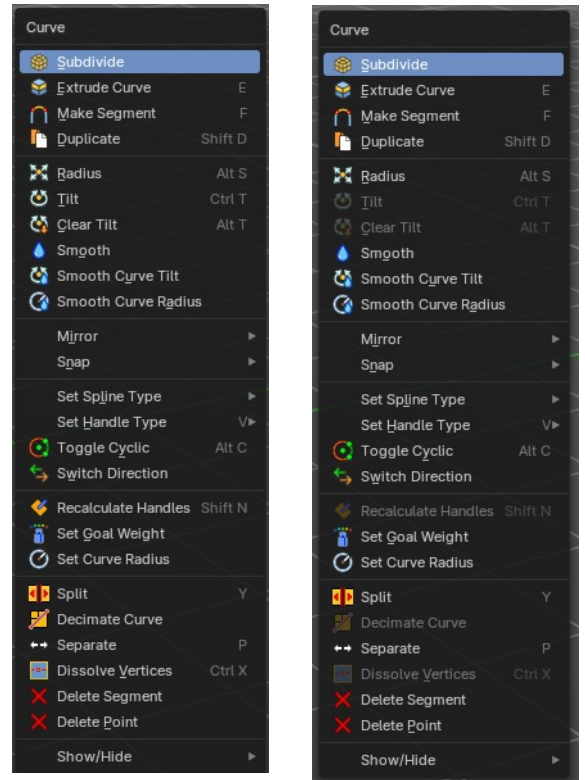 Curve
Subdivide
Extrude Curve E
Make Segment F
Duplicate Shift D
Radius Alt S
Tilt Ctrl T
Clear Tilt Alt T
Smooth
Smooth Curve Tilt
Smooth Curve Radius
Mirror
Snap
Set Spline Type
Set Handle Type V
Toggle Cyclic Alt C
Switch Direction
Recalculate Handles Shift N
Set Goal Weight
Set Curve Radius
Split Y
Decimate Curve
Separate P
Dissolve Vertices Ctrl X
Delete Segment
Delete Point
Show/Hide
Curve
Subdivide
Extrude Curve E
Make Segment F
Duplicate Shift D
Radius Alt S
Tilt Ctrl T
Clear Tilt Alt T
Smooth
Smooth Curve Tilt
Smooth Curve Radius
Mirror
Snap
Set Spline Type
Set Handle Type V
Toggle Cyclic Alt C
Switch Direction
Recalculate Handles Shift N
Set Goal Weight
Set Curve Radius
Split Y
Decimate Curve
Separate P
Dissolve Vertices Ctrl X
Delete Segment
Delete Point
Show/Hide